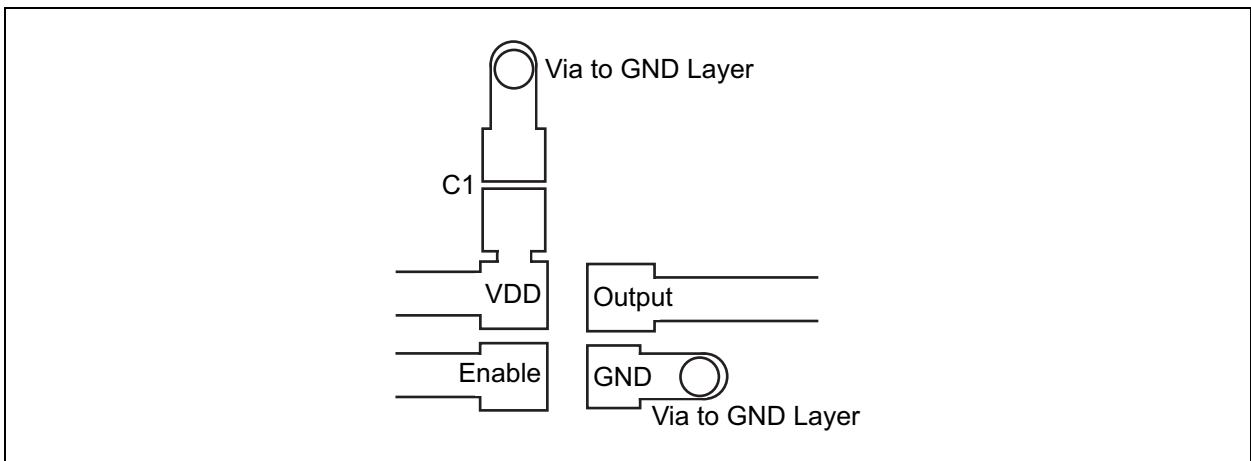 Via to GND Layer
C1
VDD
Output
Enable
GND
Via to GND Layer